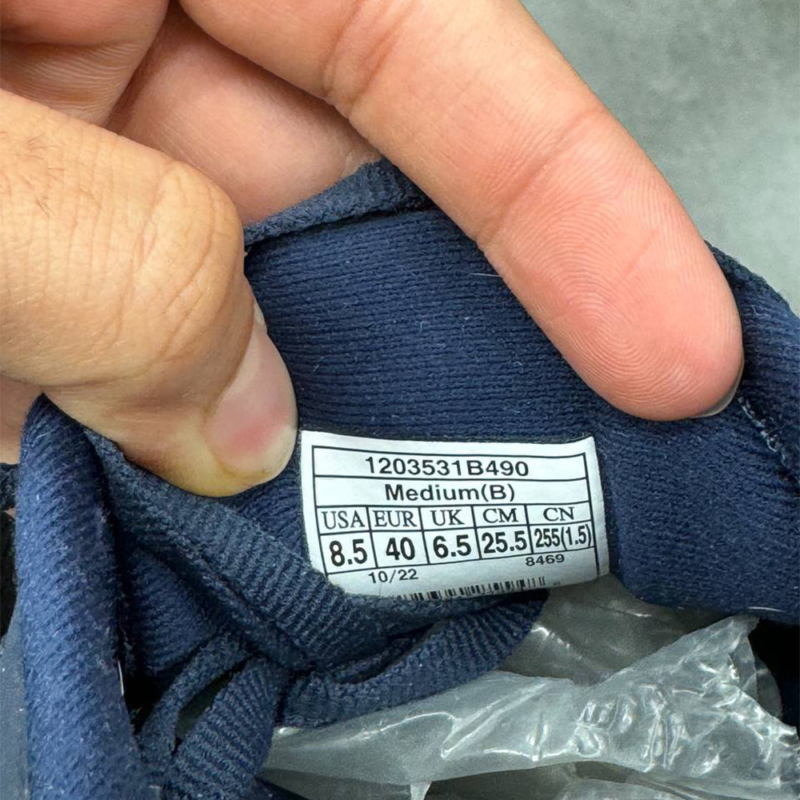 1203531B490
Medium(B)
USA EUR UK CM CN
8.5 40 6.5 25.5 255(1.5)
8469
10/22